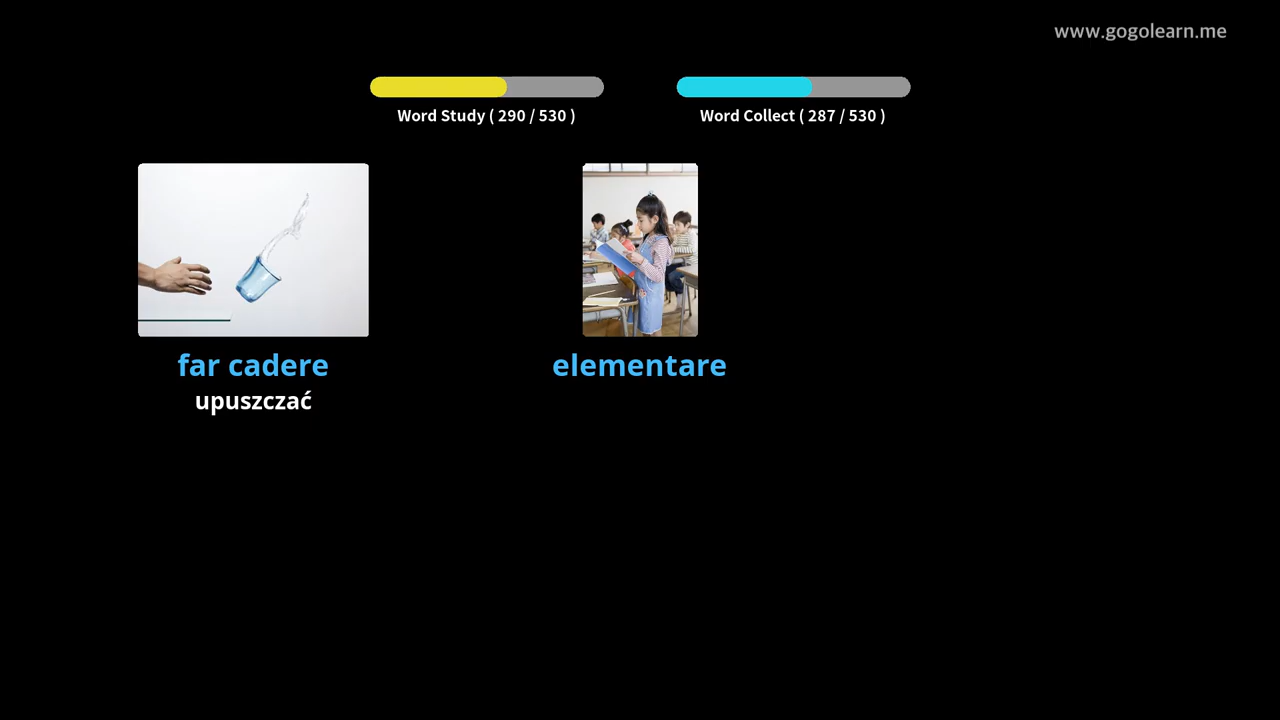 www.gogolearn.me
Word Study ( 290 / 530 )
Word Collect ( 287 / 530 )
far cadere
elementare
upuszczać